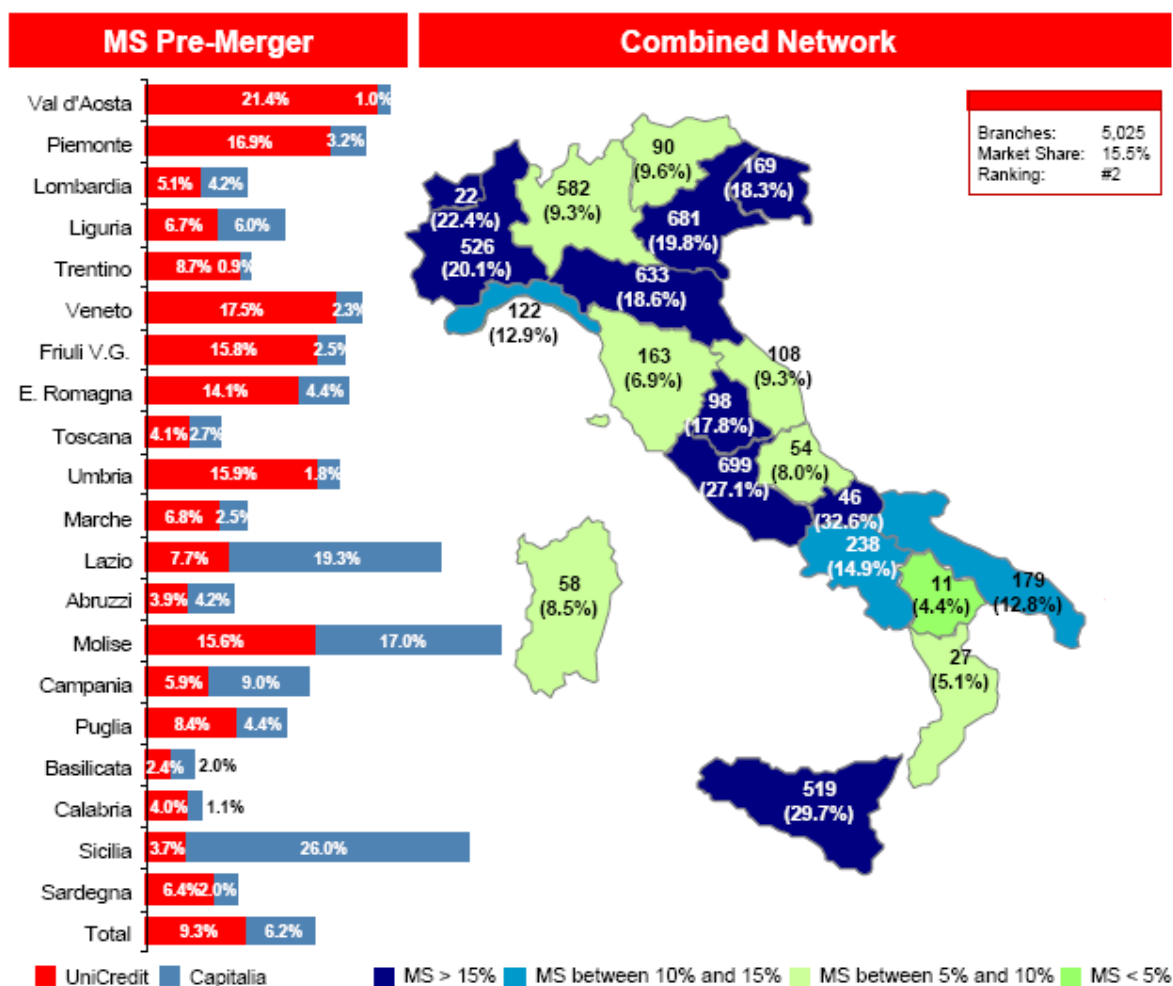 MS Pre-Merger
Combined Network
Val d'Aosta 21.4% 1.0%
Piemonte 16.9% 3.2%
Lombardia 5.1% 4.2%
Liguria 6.7% 6.0%
Trentino 8.7% 0.9%
Veneto 17.5% 2.3%
Friuli V.G. 15.8% 2.5%
E. Romagna 14.1% 4.4%
Toscana 4.1% 2.7%
Umbria 15.9% 1.8%
Marche 6.8% 2.5%
Lazio 7.7% 19.3%
Abruzzi 3.9% 4.2%
Molise 15.6% 17.0%
Campania 5.9% 9.0%
Puglia 8.4% 4.4%
Basilicata 2.4% 2.0%
Calabria 4.0% 1.1%
Sicilia 3.7% 26.0%
Sardegna 6.4% 2.0%
Total 9.3% 6.2%
UniCredit Capitalia
Branches: 5,025
Market Share: 15.5%
Ranking: #2
90
(9.6%)
169
(18.3%)
582
(9.3%)
22
(22.4%)
681
(19.8%)
526
(20.1%)
633
(18.6%)
122
(12.9%)
163
(6.9%)
108
(9.3%)
98
(17.8%)
54
(8.0%)
699
(27.1%)
46
(32.6%)
238
(14.9%)
58
(8.5%)
11
(4.4%)
179
(12.8%)
27
(5.1%)
519
(29.7%)
MS > 15% MS between 10% and 15% MS between 5% and 10% MS < 5%